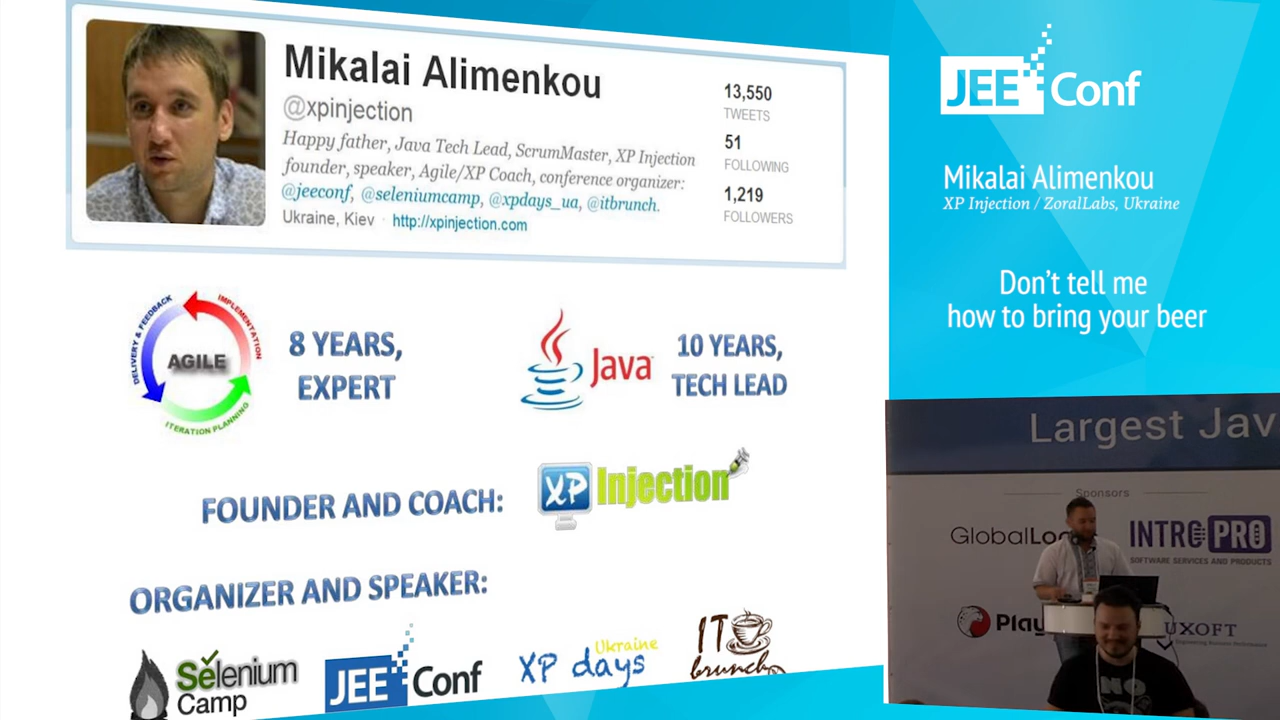 Mikalai Alimenkou
@xpinjection
Happy father, Java Tech Lead, ScrumMaster, XP Injection
founder, speaker, Agile/XP Coach, conference organizer:
@jeeconf, @seleniumcamp, @xpdays_ua, @itbrunch.
Ukraine, Kiev · http://xpinjection.com
13,550
TWEETS
51
FOLLOWING
1,219
FOLLOWERS
DELIVERY & FEEDBACK
IMPLEMENTATION
AGILE
ITERATION PLANNING
8 YEARS,
EXPERT
Java
10 YEARS,
TECH LEAD
FOUNDER AND COACH:
XP Injection
ORGANIZER AND SPEAKER:
Selenium
Camp
JEE Conf
Ukraine
XP days
IT
brunch
JEE Conf
Mikalai Alimenkou
XP Injection / ZoralLabs, Ukraine
Don't tell me
how to bring your beer
Largest Jav
Sponsors
GlobalLo
INTRO PRO
SOFTWARE SERVICES AND PRODUCTS
Play
UXOFT
NO